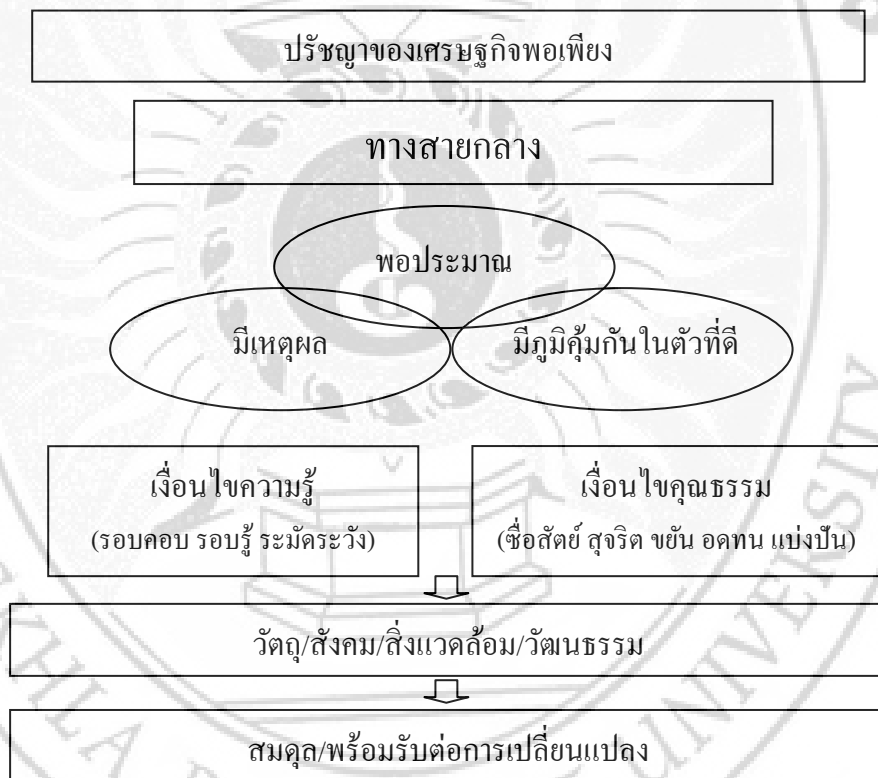 ปรัชญาของเศรษฐกิจพอเพียง
ทางสายกลาง
พอประมาณ
มีเหตุผล
มีภูมิคุ้มกันในตัวที่ดี
เงื่อนไขความรู้
(รอบคอบ รอบรู้ ระมัดระวัง)
เงื่อนไขคุณธรรม
(ซื่อสัตย์ สุจริต ขยัน อดทน แบ่งปัน)
วัตถุ/สังคม/สิ่งแวดล้อม/วัฒนธรรม
สมดุล/พร้อมรับต่อการเปลี่ยนแปลง
UNIVERSITY